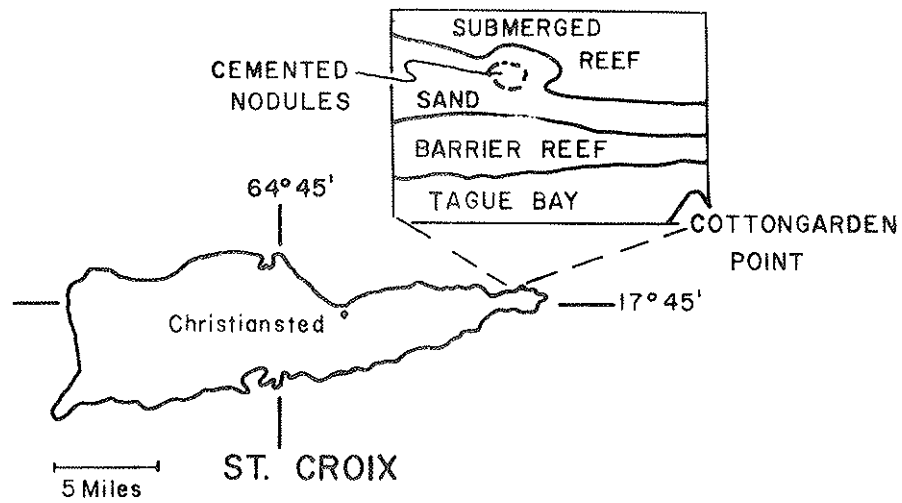 SUBMERGED
REEF
CEMENTED
NODULES
SAND
BARRIER REEF
TAGUE BAY
COTTONGARDEN
POINT
64°45'
17°45'
Christiansted
ST. CROIX
5 Miles